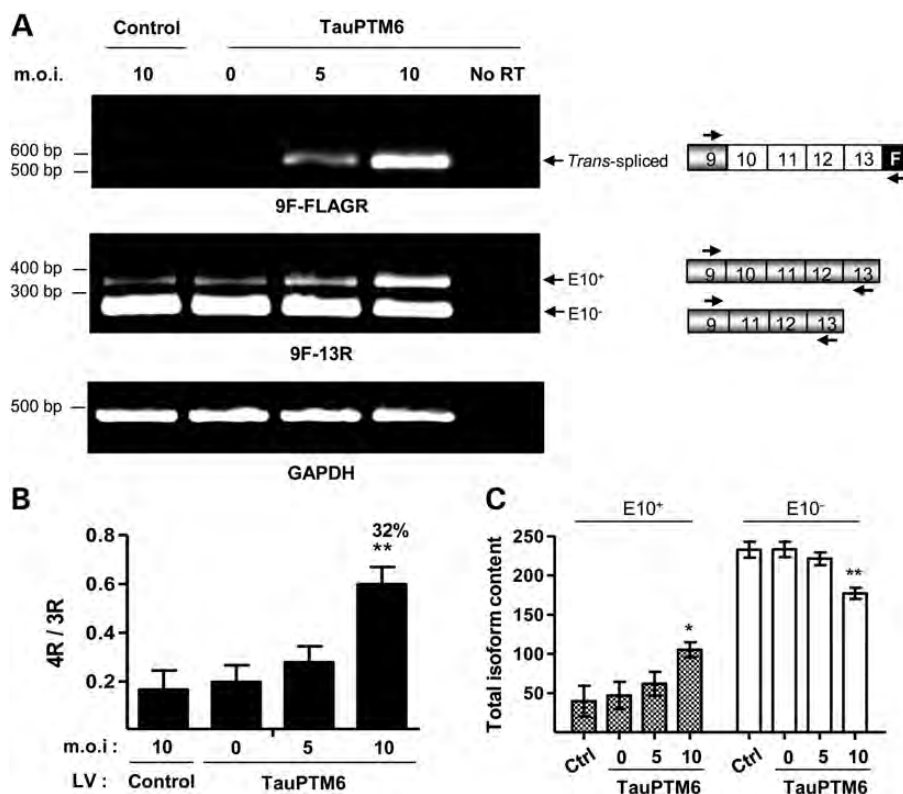 A
Control TauPTM6
m.o.i. 10 0 5 10 No RT
600 bp
500 bp
Trans-spliced
9 10 11 12 13 F
9F-FLAGR
400 bp
300 bp
E10+
E10-
9 10 11 12 13
9 11 12 13
9F-13R
500 bp
GAPDH
B
4R / 3R
0.8
0.6
0.4
0.2
32%
**
m.o.i : 10 0 5 10
LV : Control TauPTM6
C
E10+ E10-
Total isoform content
250
200
150
100
50
*
**
Ctrl 0 5 10 Ctrl 0 5 10
TauPTM6 TauPTM6